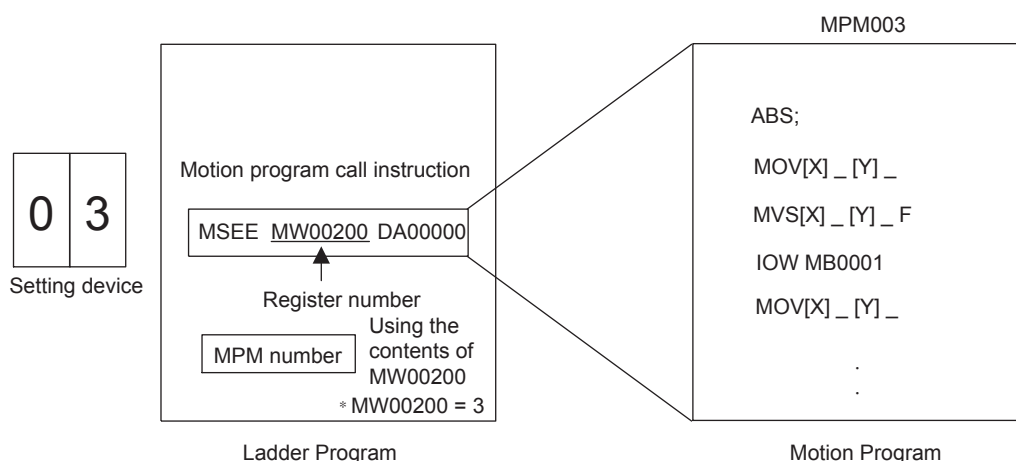 0 3
Setting device
Motion program call instruction
MSEE MW00200 DA00000
Register number
MPM number
Using the
contents of
MW00200
* MW00200 = 3
Ladder Program
MPM003
ABS;
MOV[X] _ [Y] _
MVS[X] _ [Y] _ F
IOW MB0001
MOV[X] _ [Y] _
.
.
Motion Program